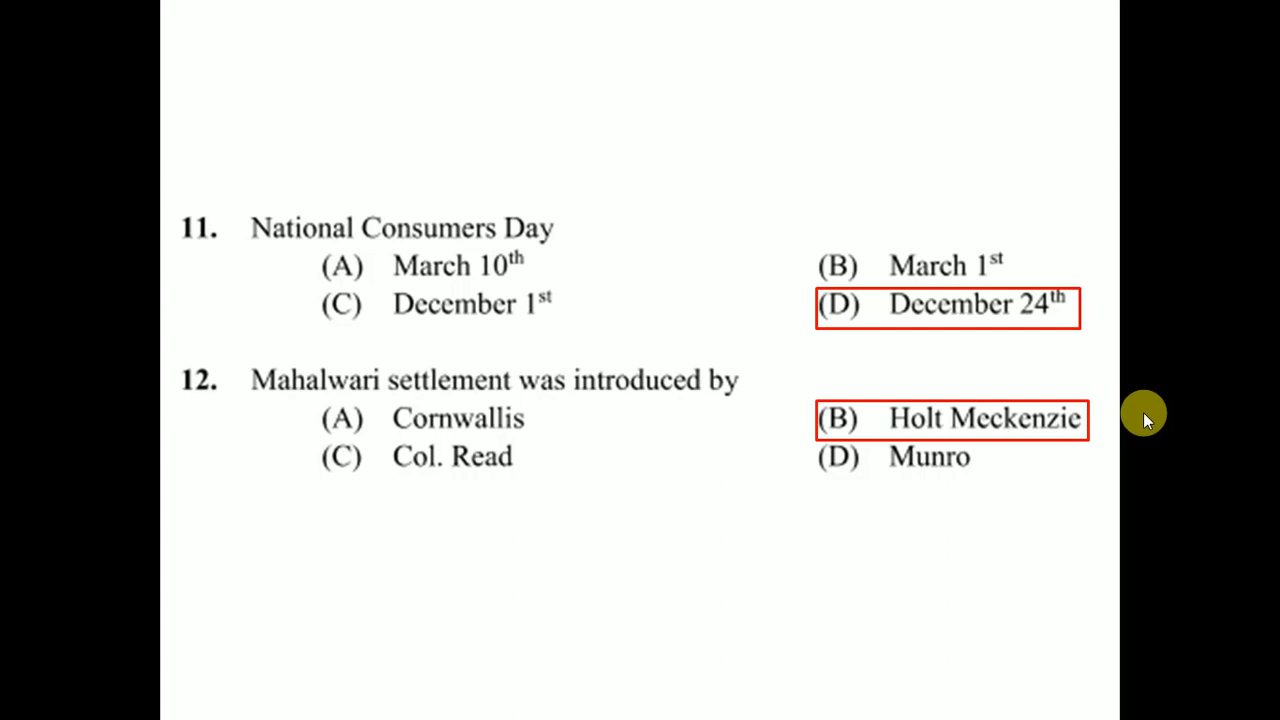 11. National Consumers Day
(A) March 10th (B) March 1st
(C) December 1st (D) December 24th
12. Mahalwari settlement was introduced by
(A) Cornwallis (B) Holt Meckenzie
(C) Col. Read (D) Munro